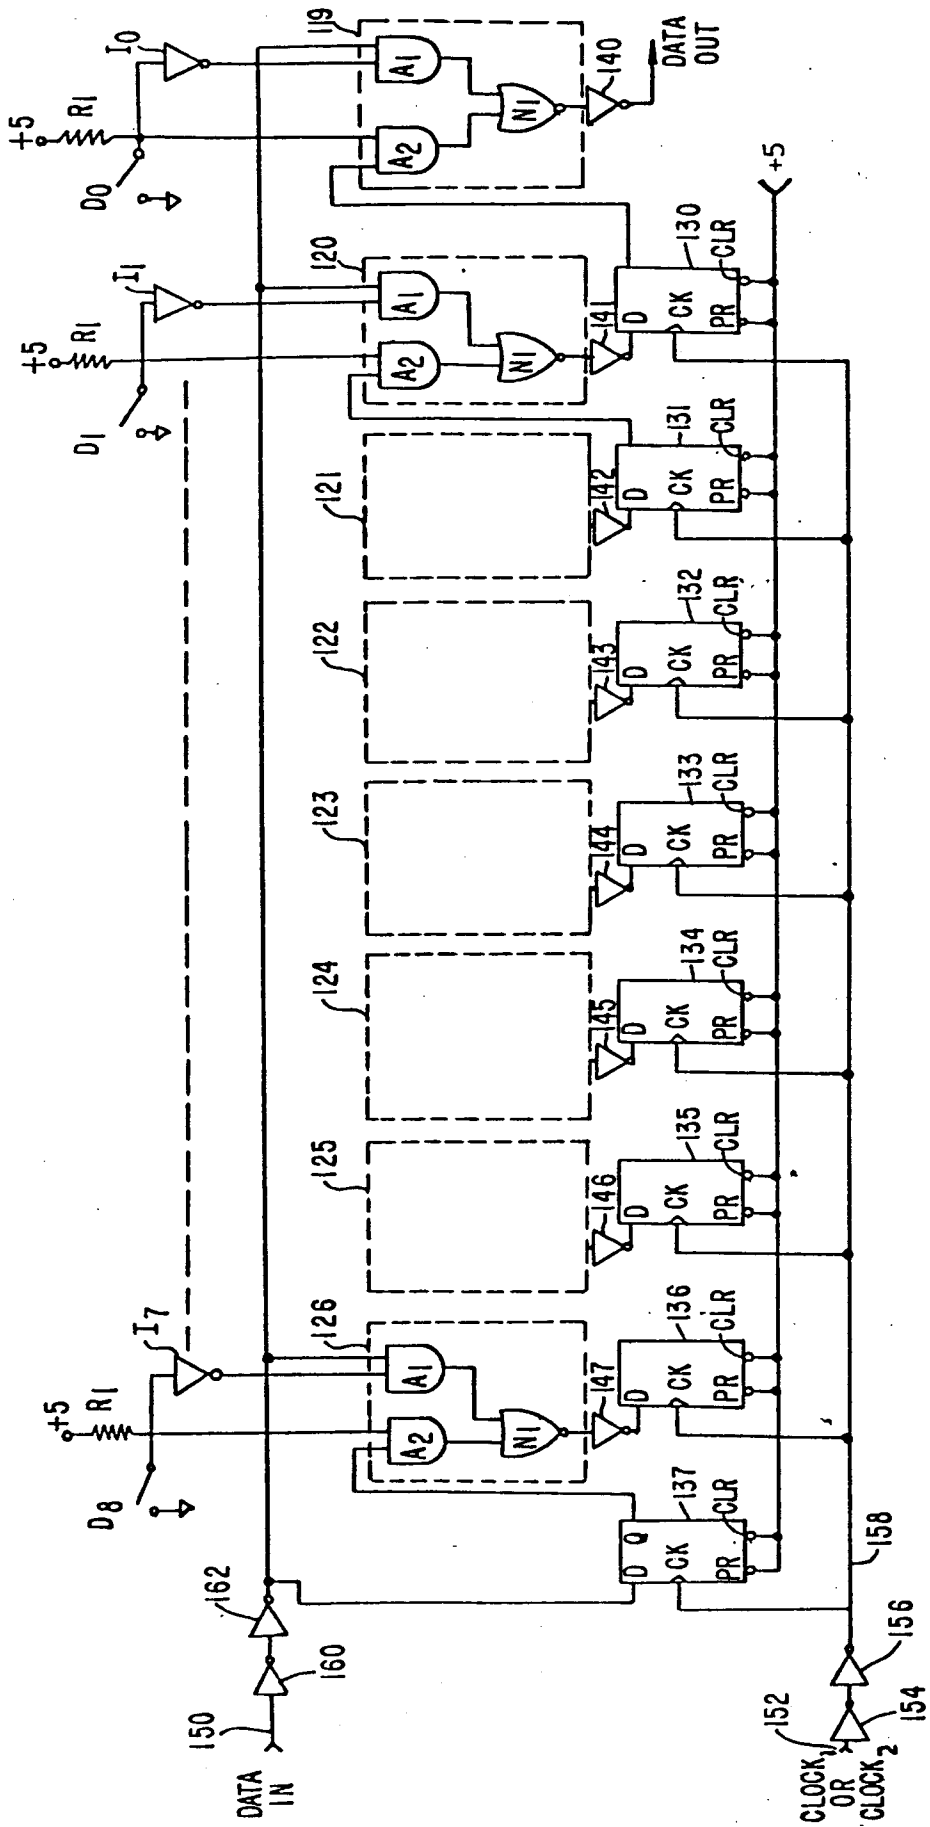 +5
R1
D0
I0
119
A1
A2
N1
140
DATA
OUT
+5
R1
D1
I1
120
A1
A2
N1
141
D
CK
PR
CLR
130
+5
121
142
D
CK
PR
CLR
131
122
143
D
CK
PR
CLR
132
123
144
D
CK
PR
CLR
133
124
145
D
CK
PR
CLR
134
125
146
D
CK
PR
CLR
135
+5
R1
D8
I7
126
A1
A2
N1
147
D
CK
PR
CLR
136
D Q
CK
PR
CLR
137
162
160
150
DATA
IN
158
156
154
152
CLOCK1
OR
CLOCK2